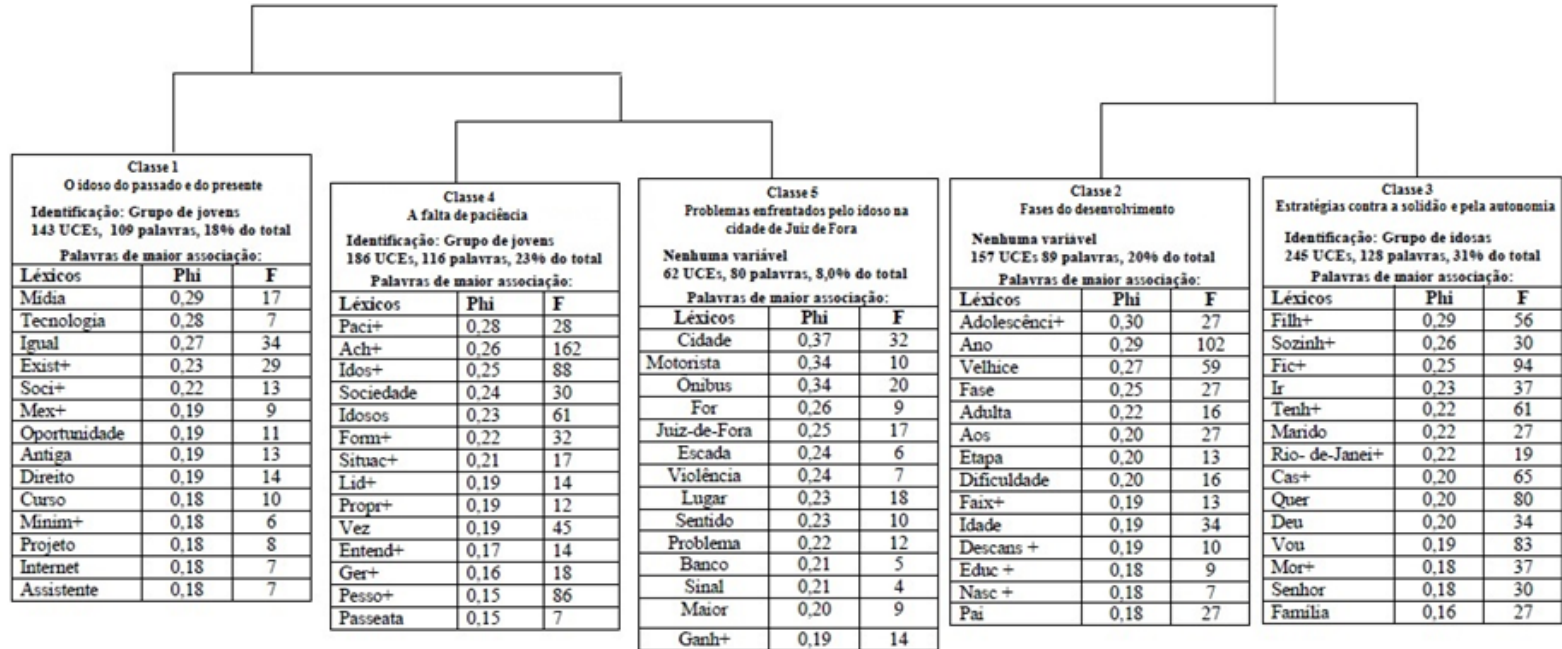 Classe 1
O idoso do passado e do presente
Identificação: Grupo de jovens
143 UCEs, 109 palavras, 18% do total
Palavras de maior associação:
Léxicos Phi F
Mídia 0,29 17
Tecnologia 0,28 7
Igual 0,27 34
Exist+ 0,23 29
Soci+ 0,22 13
Mex+ 0,19 9
Oportunidade 0,19 11
Antiga 0,19 13
Direito 0,19 14
Curso 0,18 10
Minim+ 0,18 6
Projeto 0,18 8
Internet 0,18 7
Assistente 0,18 7
Classe 4
A falta de paciência
Identificação: Grupo de jovens
186 UCEs, 116 palavras, 23% do total
Palavras de maior associação:
Léxicos Phi F
Paci+ 0,28 28
Ach+ 0,26 162
Idos+ 0,25 88
Sociedade 0,24 30
Idosos 0,23 61
Form+ 0,22 32
Situac+ 0,21 17
Lid+ 0,19 14
Propr+ 0,19 12
Vez 0,19 45
Entend+ 0,17 14
Ger+ 0,16 18
Pesso+ 0,15 86
Passeata 0,15 7
Classe 5
Problemas enfrentados pelo idoso na
cidade de Juiz de Fora
Nenhuma variável
62 UCEs, 80 palavras, 8,0% do total
Palavras de maior associação:
Léxicos Phi F
Cidade 0,37 32
Motorista 0,34 10
Onibus 0,34 20
For 0,26 9
Juiz-de-Fora 0,25 17
Escada 0,24 6
Violência 0,24 7
Lugar 0,23 18
Sentido 0,23 10
Problema 0,22 12
Banco 0,21 5
Sinal 0,21 4
Maior 0,20 9
Ganh+ 0,19 14
Classe 2
Fases do desenvolvimento
Nenhuma variável
157 UCEs 89 palavras, 20% do total
Palavras de maior associação:
Léxicos Phi F
Adolescênci+ 0,30 27
Ano 0,29 102
Velhice 0,27 59
Fase 0,25 27
Adulta 0,22 16
Aos 0,20 27
Etapa 0,20 13
Dificuldade 0,20 16
Faix+ 0,19 13
Idade 0,19 34
Descans + 0,19 10
Educ + 0,18 9
Nasc + 0,18 7
Pai 0,18 27
Classe 3
Estratégias contra a solidão e pela autonomia
Identificação: Grupo de idosas
245 UCEs, 128 palavras, 31% do total
Palavras de maior associação:
Léxicos Phi F
Filh+ 0,29 56
Sozinh+ 0,26 30
Fic+ 0,25 94
Ir 0,23 37
Tenh+ 0,22 61
Marido 0,22 27
Rio- de-Janei+ 0,22 19
Cas+ 0,20 65
Quer 0,20 80
Deu 0,20 34
Vou 0,19 83
Mor+ 0,18 37
Senhor 0,18 30
Família 0,16 27